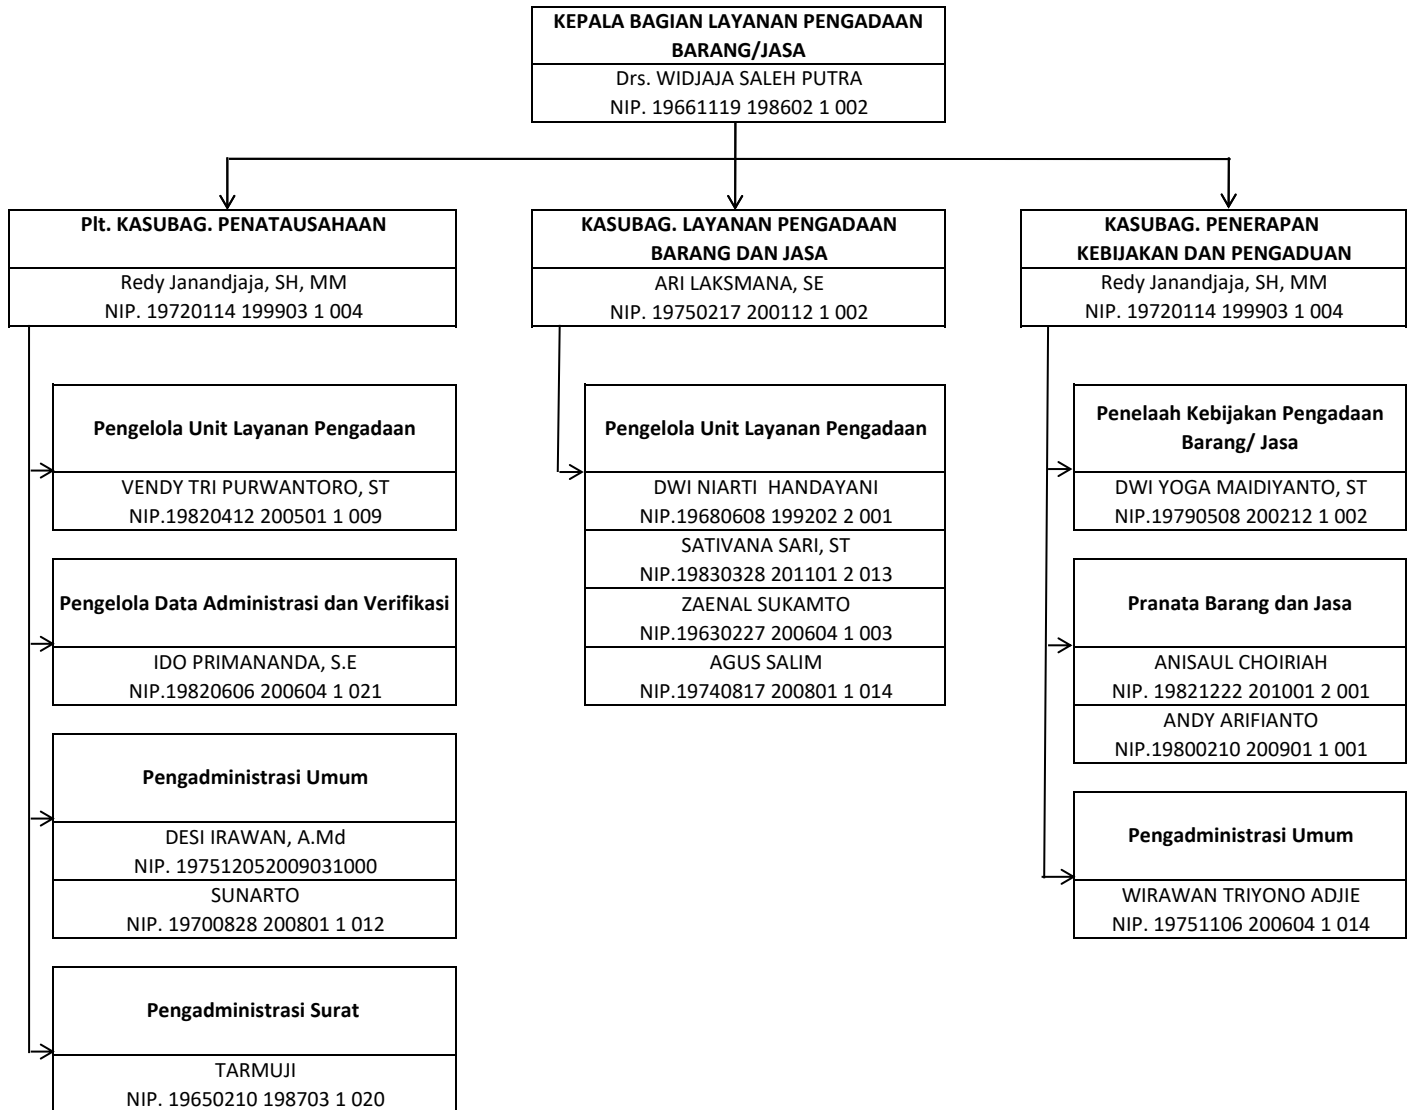 KEPALA BAGIAN LAYANAN PENGADAAN
BARANG/JASA
Drs. WIDJAJA SALEH PUTRA
NIP. 19661119 198602 1 002
Plt. KASUBAG. PENATAUSAHAAN
Redy Janandjaja, SH, MM
NIP. 19720114 199903 1 004
Pengelola Unit Layanan Pengadaan
VENDY TRI PURWANTORO, ST
NIP.19820412 200501 1 009
Pengelola Data Administrasi dan Verifikasi
IDO PRIMANANDA, S.E
NIP.19820606 200604 1 021
Pengadministrasi Umum
DESI IRAWAN, A.Md
NIP. 197512052009031000
SUNARTO
NIP. 19700828 200801 1 012
Pengadministrasi Surat
TARMUJI
NIP. 19650210 198703 1 020
KASUBAG. LAYANAN PENGADAAN
BARANG DAN JASA
ARI LAKSMANA, SE
NIP. 19750217 200112 1 002
Pengelola Unit Layanan Pengadaan
DWI NIARTI  HANDAYANI
NIP.19680608 199202 2 001
SATIVANA SARI, ST
NIP.19830328 201101 2 013
ZAENAL SUKAMTO
NIP.19630227 200604 1 003
AGUS SALIM
NIP.19740817 200801 1 014
KASUBAG. PENERAPAN
KEBIJAKAN DAN PENGADUAN
Redy Janandjaja, SH, MM
NIP. 19720114 199903 1 004
Penelaah Kebijakan Pengadaan
Barang/ Jasa
DWI YOGA MAIDIYANTO, ST
NIP.19790508 200212 1 002
Pranata Barang dan Jasa
ANISAUL CHOIRIAH
NIP. 19821222 201001 2 001
ANDY ARIFIANTO
NIP.19800210 200901 1 001
Pengadministrasi Umum
WIRAWAN TRIYONO ADJIE
NIP. 19751106 200604 1 014